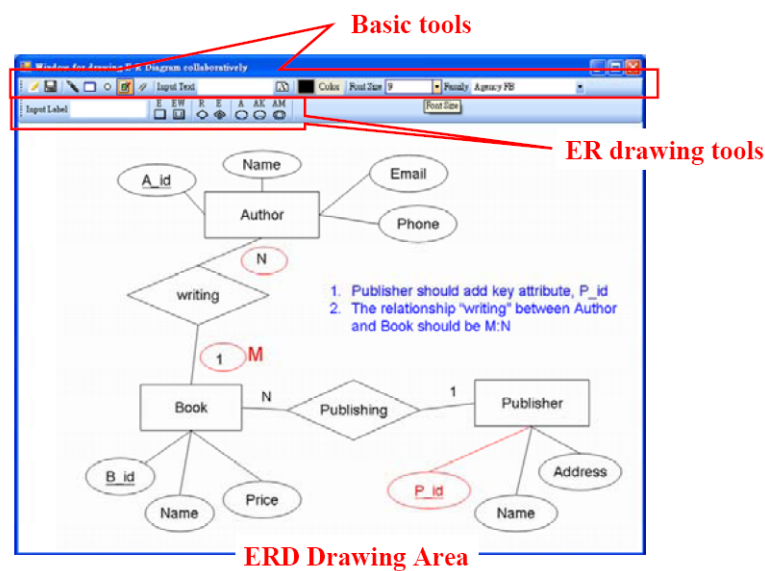 Basic tools
Window for drawing E-R Diagram collaboratively
Input Text
A
Color
Font Size
9
Family
Agency FB
Font Size
Input Label
E EW R E A AK AM
ER drawing tools
Name
A_id
Email
Author
Phone
N
writing
1. Publisher should add key attribute, P_id
2. The relationship "writing" between Author
and Book should be M:N
1 M
N
1
Book
Publishing
Publisher
B_id
Name
Price
P_id
Name
Address
ERD Drawing Area